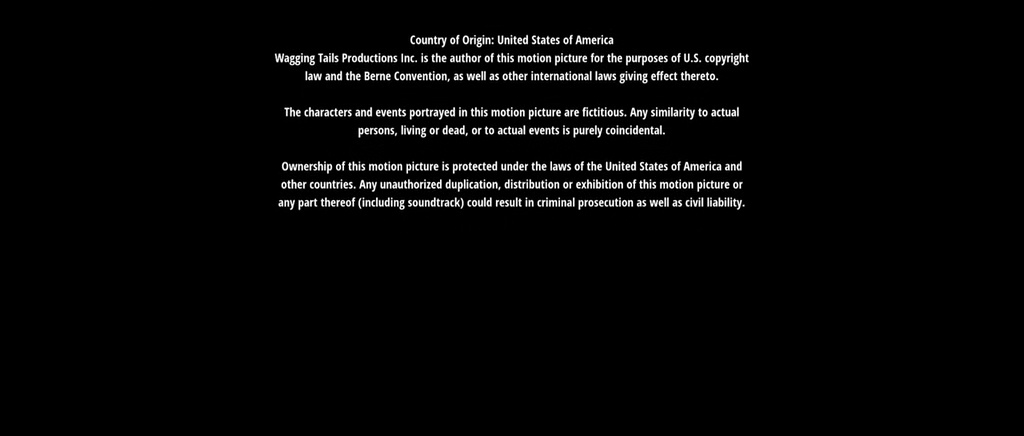 Country of Origin: United States of America
Wagging Tails Productions Inc. is the author of this motion picture for the purposes of U.S. copyright
law and the Berne Convention, as well as other international laws giving effect thereto.
The characters and events portrayed in this motion picture are fictitious. Any similarity to actual
persons, living or dead, or to actual events is purely coincidental.
Ownership of this motion picture is protected under the laws of the United States of America and
other countries. Any unauthorized duplication, distribution or exhibition of this motion picture or
any part thereof (including soundtrack) could result in criminal prosecution as well as civil liability.